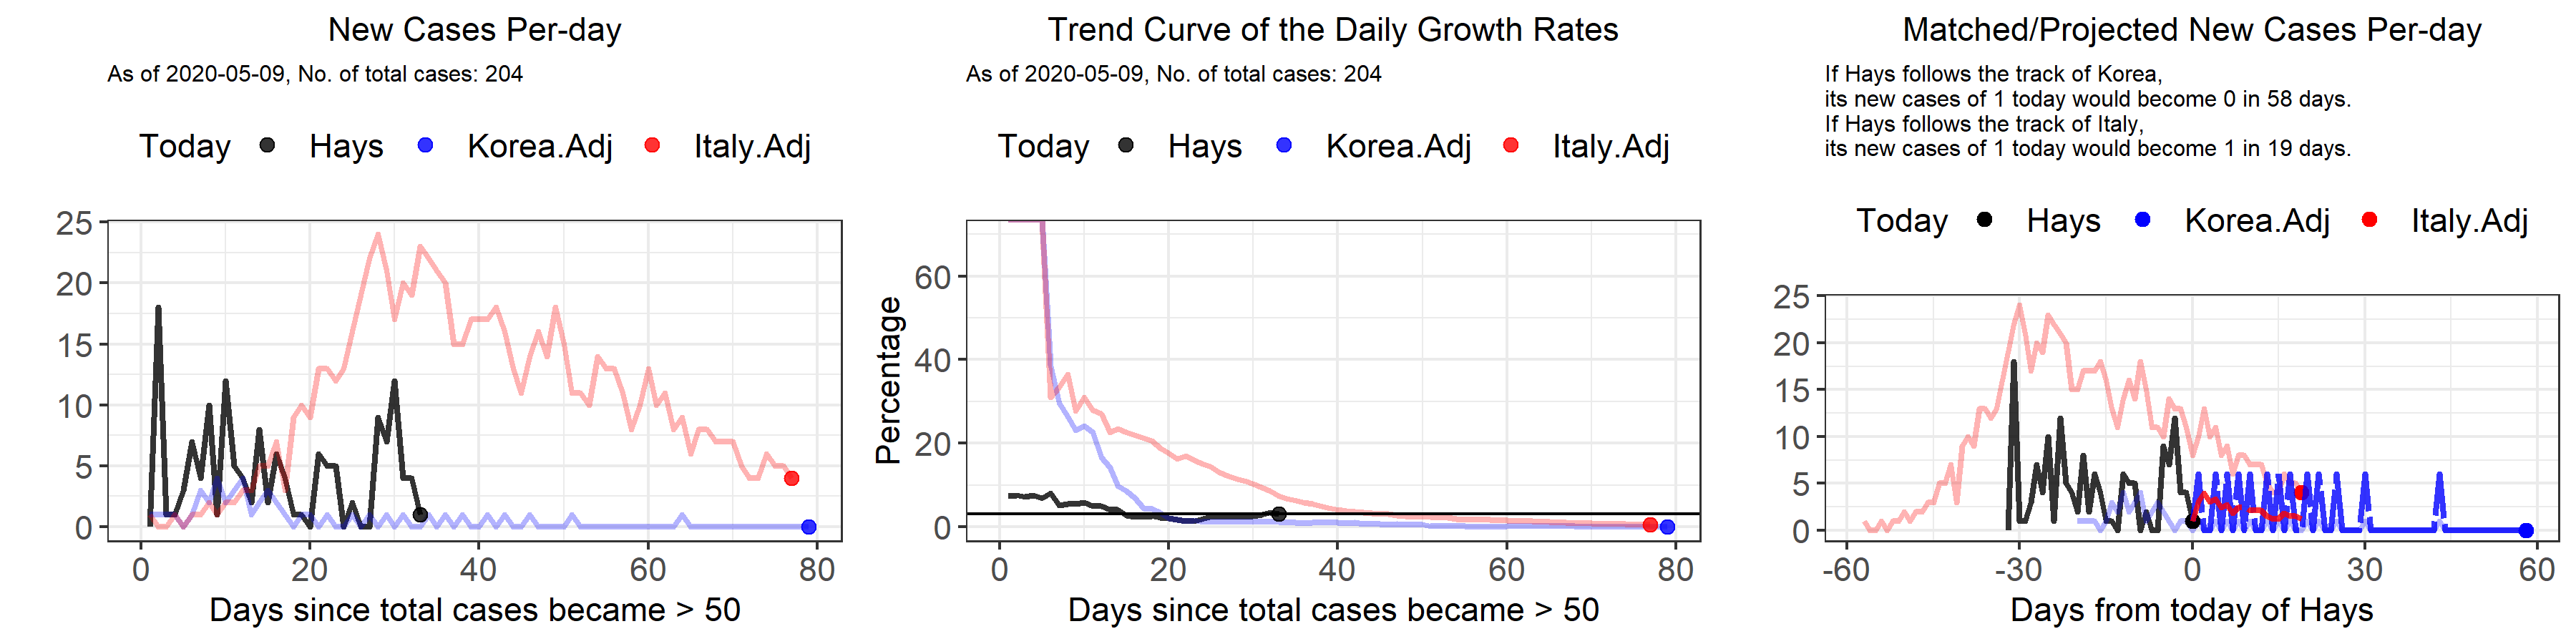 New Cases Per-day
As of 2020-05-09, No. of total cases: 204
Today Hays Korea.Adj Italy.Adj
25
20
15
10
5
0
0 20 40 60 80
Days since total cases became > 50
Trend Curve of the Daily Growth Rates
As of 2020-05-09, No. of total cases: 204
Today Hays Korea.Adj Italy.Adj
Percentage
60
40
20
0
0 20 40 60 80
Days since total cases became > 50
Matched/Projected New Cases Per-day
If Hays follows the track of Korea,
its new cases of 1 today would become 0 in 58 days.
If Hays follows the track of Italy,
its new cases of 1 today would become 1 in 19 days.
Today Hays Korea.Adj Italy.Adj
25
20
15
10
5
0
-60 -30 0 30 60
Days from today of Hays